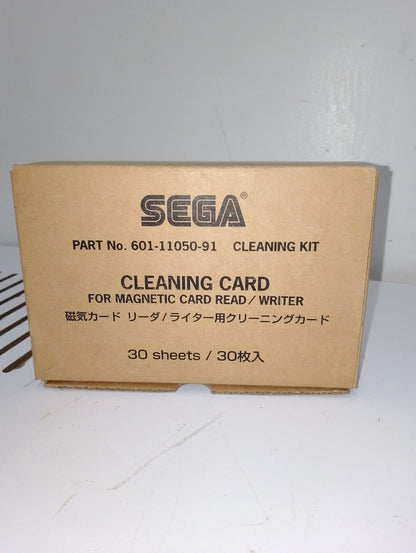 SEGA®
PART No. 601-11050-91 CLEANING KIT
CLEANING CARD
FOR MAGNETIC CARD READ/WRITER
磁気カード リーダ/ライター用クリーニングカード
30 sheets / 30枚入